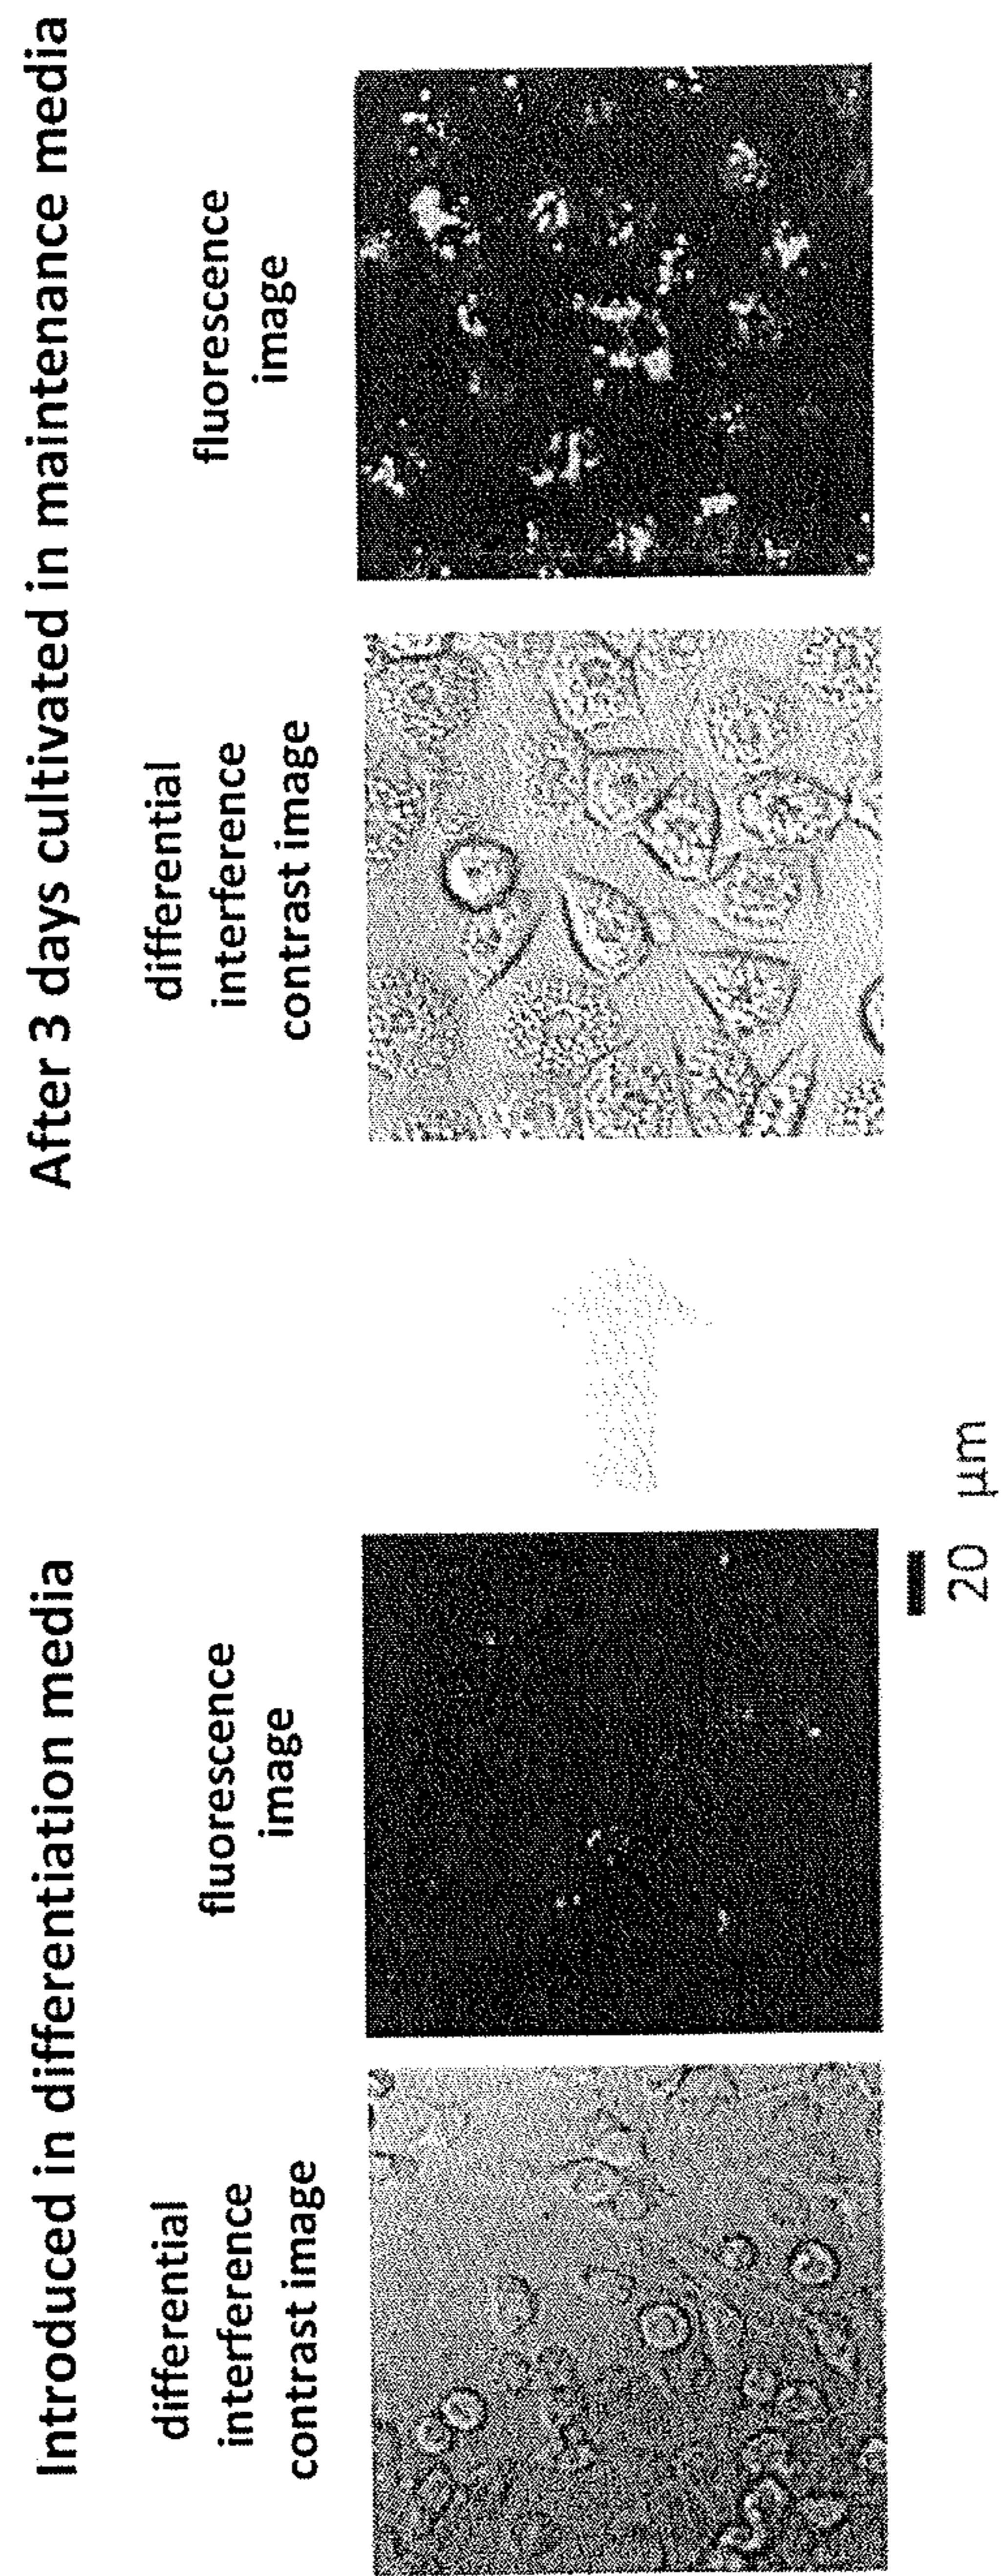 Introduced in differentiation media
differential
interference
contrast image
fluorescence
image
20 µm
After 3 days cultivated in maintenance media
differential
interference
contrast image
fluorescence
image